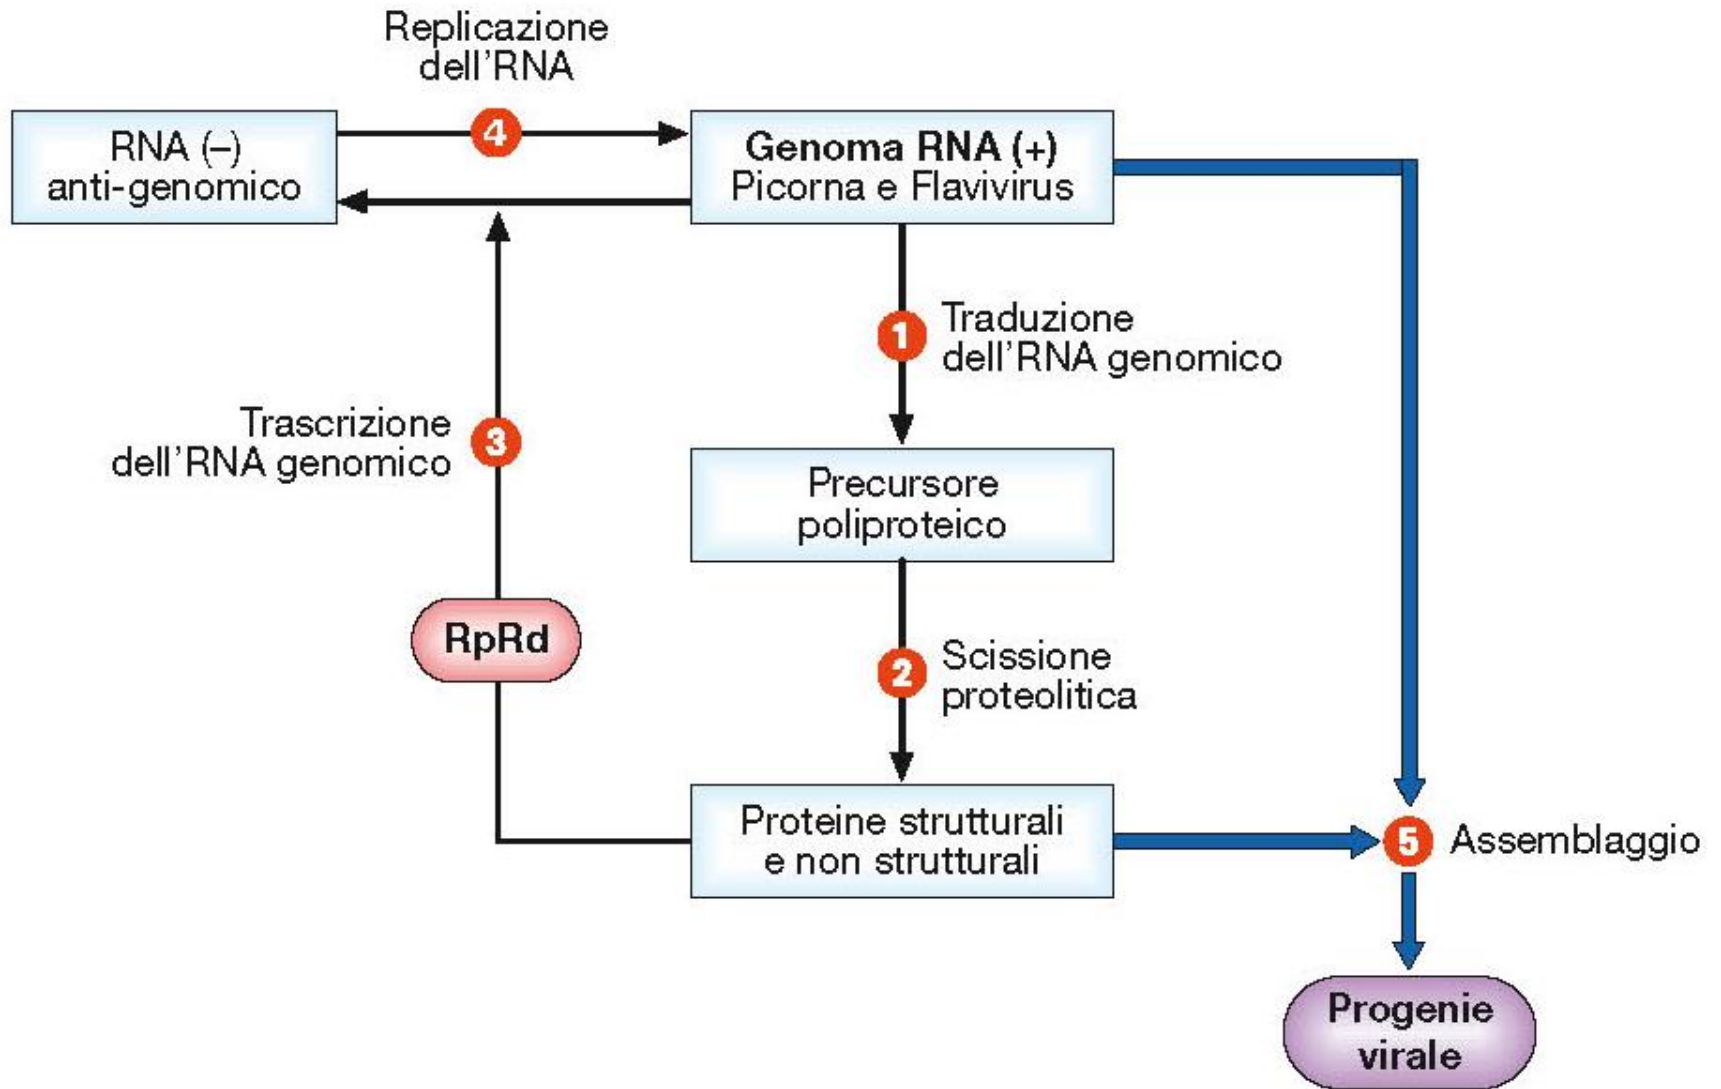 Replicazione
dell'RNA
4
RNA (–)
anti-genomico
Genoma RNA (+)
Picorna e Flavivirus
1
Traduzione
dell'RNA genomico
Trascrizione
dell'RNA genomico
3
Precursore
poliproteico
RpRd
2
Scissione
proteolitica
Proteine strutturali
e non strutturali
5
Assemblaggio
Progenie
virale